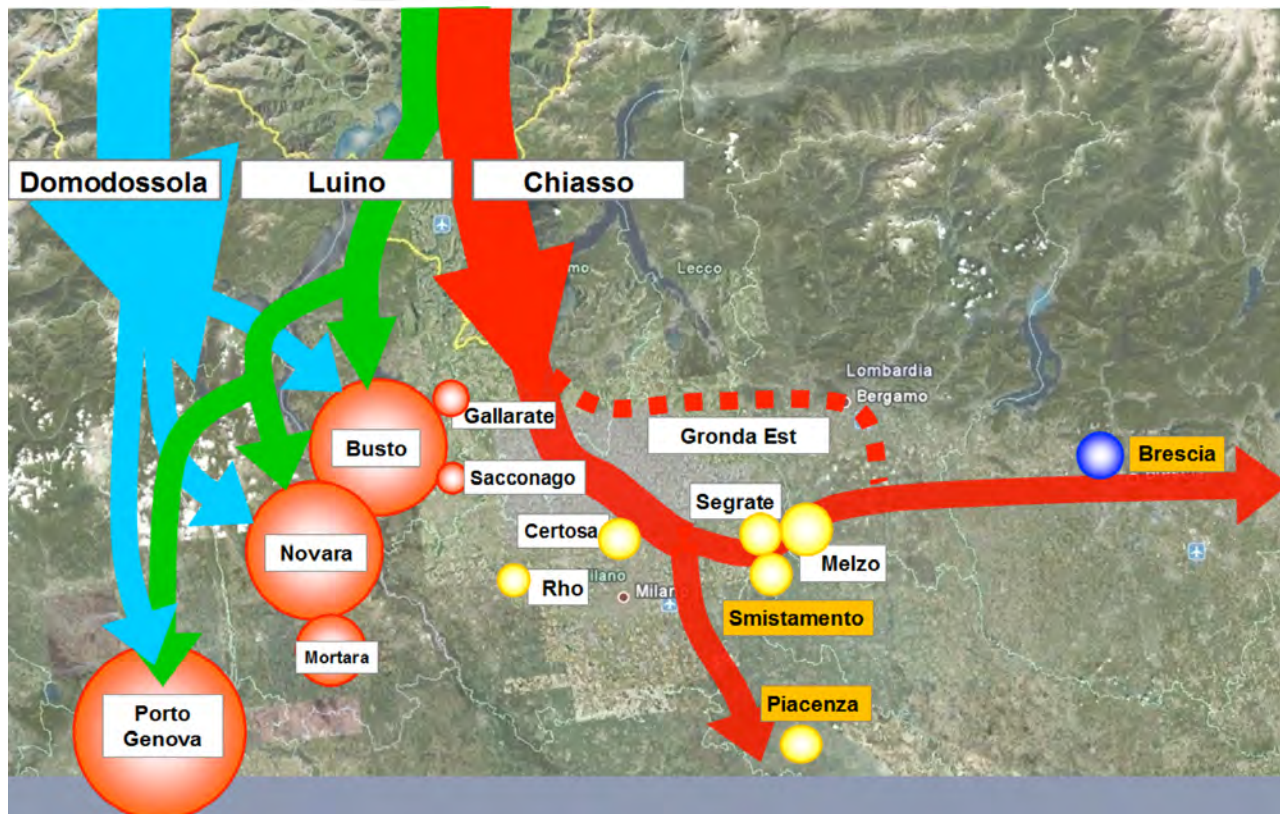 Domodossola
Luino
Chiasso
Lecco
Lombardia
Bergamo
Gallarate
Busto
Gronda Est
Brescia
Sacconago
Segrate
Certosa
Novara
Melzo
Rho
Milano
Smistamento
Mortara
Piacenza
Porto
Genova